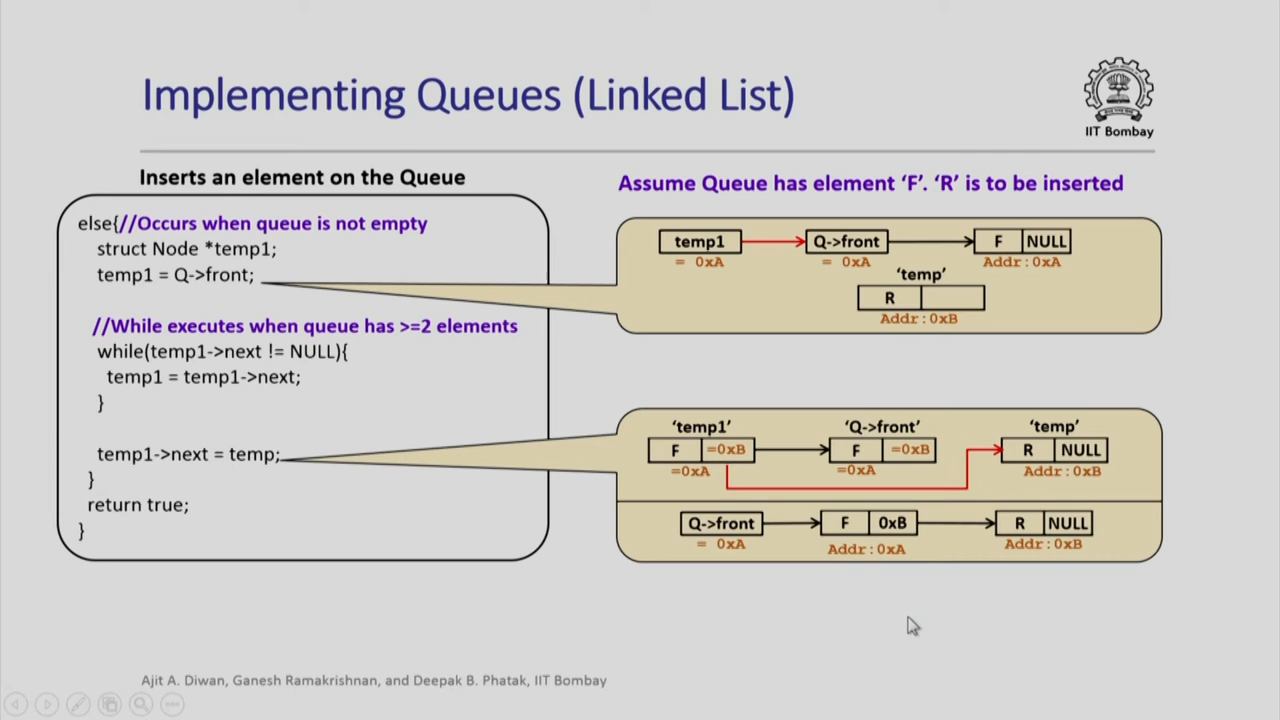 Implementing Queues (Linked List)
IIT Bombay
Inserts an element on the Queue
else{//Occurs when queue is not empty
struct Node *temp1;
temp1 = Q->front;
//While executes when queue has >=2 elements
while(temp1->next != NULL){
temp1 = temp1->next;
}
temp1->next = temp;
}
return true;
}
Assume Queue has element ‘F’. ‘R’ is to be inserted
temp1 Q->front F NULL
= 0xA = 0xA Addr:0xA
‘temp’
R
Addr:0xB
‘temp1’ ‘Q->front’ ‘temp’
F =0xB F =0xB R NULL
=0xA =0xA Addr:0xB
Q->front F 0xB R NULL
= 0xA Addr:0xA Addr:0xB
Ajit A. Diwan, Ganesh Ramakrishnan, and Deepak B. Phatak, IIT Bombay